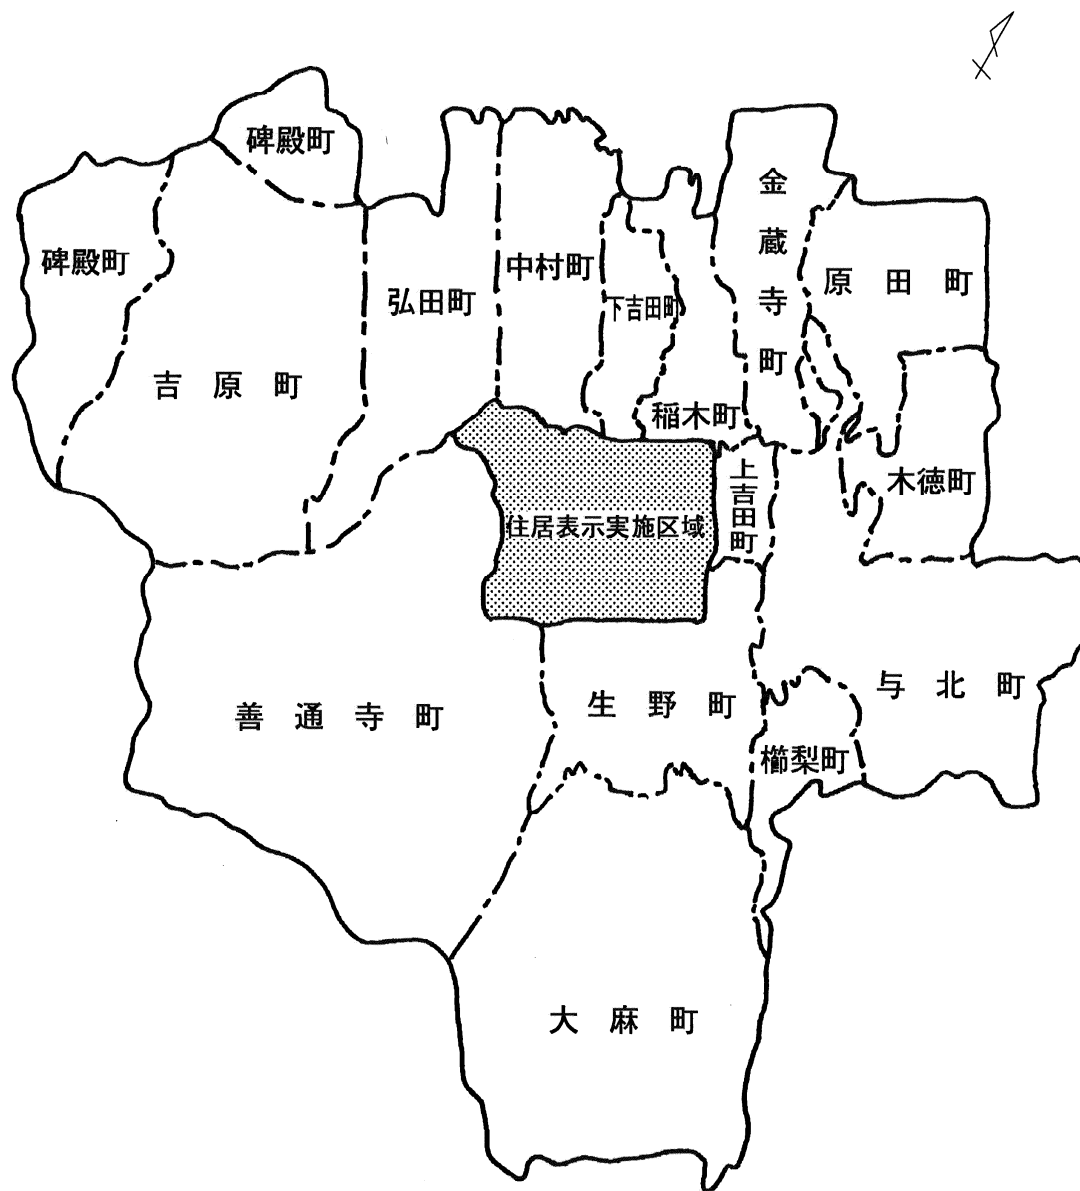 碑殿町
碑殿町
吉原町
弘田町
中村町
下吉田町
稲木町
金蔵寺町
原田町
木徳町
上吉田町
住居表示実施区域
善通寺町
生野町
与北町
櫛梨町
大麻町